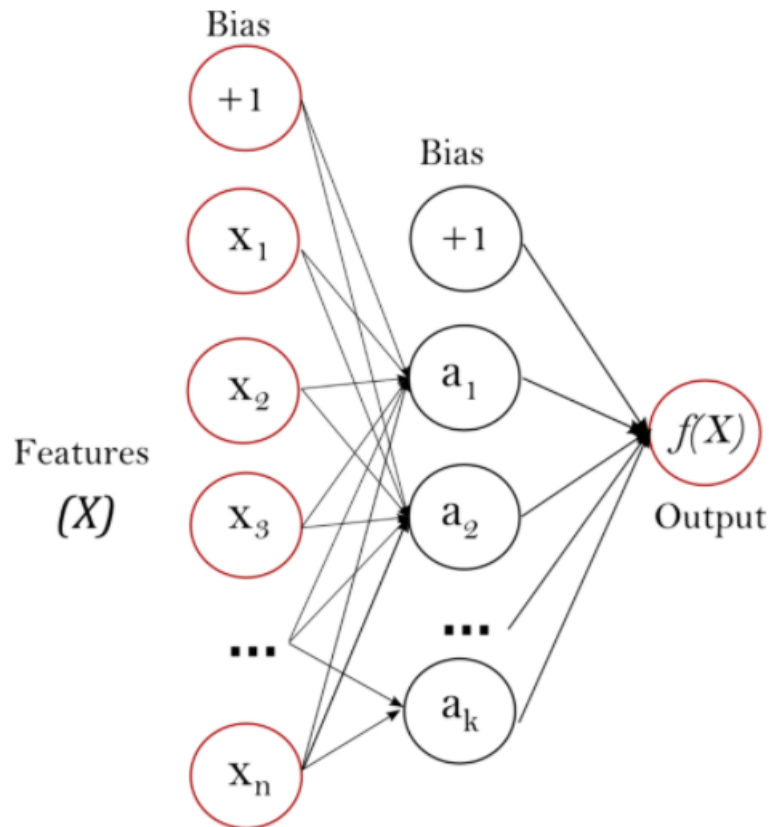 Bias
+1
Bias
x₁
+1
x₂
a₁
Features
(X)
f(X)
x₃
a₂
Output
...
...
xₙ
aₖ